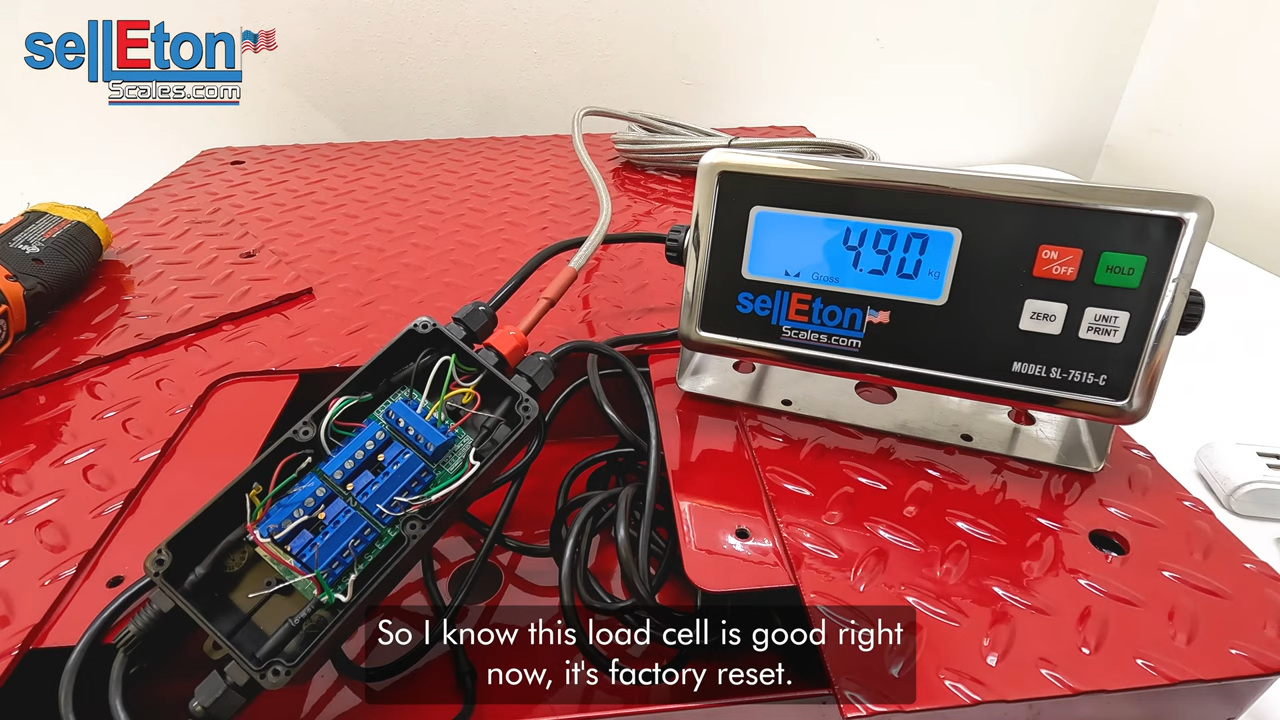 sellEton
Scales.com
4.90
kg
Gross
sellEton
Scales.com
ON/OFF
HOLD
ZERO
UNIT
PRINT
MODEL SL-7515-C
So I know this load cell is good right
now, it's factory reset.